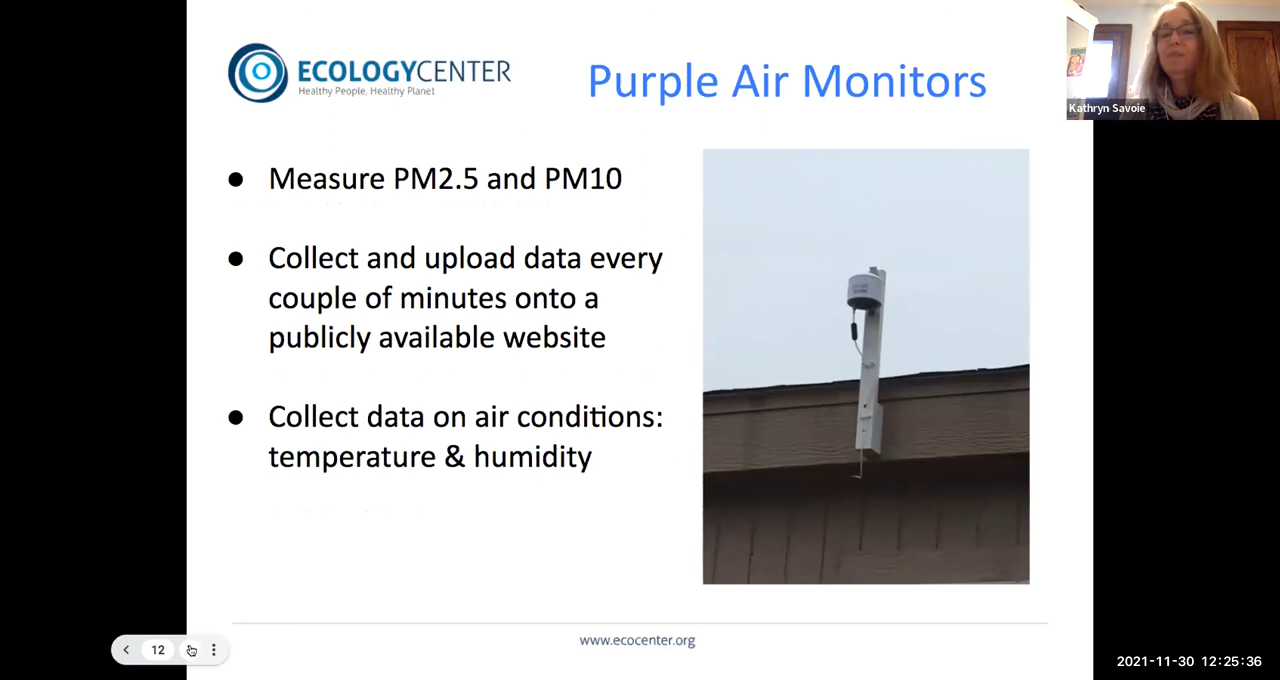 ECOLOGYCENTER
Healthy People, Healthy Planet
Purple Air Monitors
Kathryn Savoie
● Measure PM2.5 and PM10
● Collect and upload data every
couple of minutes onto a
publicly available website
● Collect data on air conditions:
temperature & humidity
www.ecocenter.org
12
2021-11-30 12:25:36